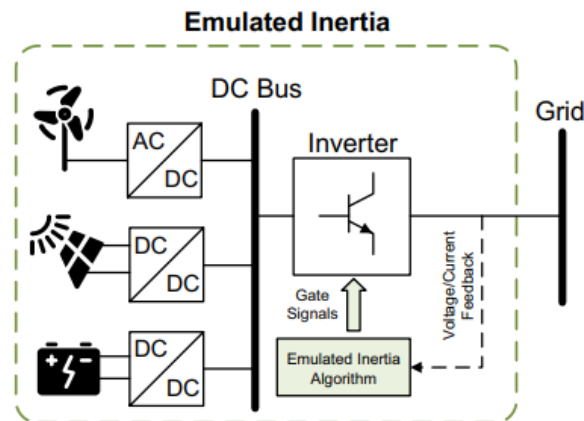 Emulated Inertia
DC Bus
Grid
AC
DC
Inverter
DC
DC
Gate
Signals
Voltage/Current
Feedback
DC
DC
Emulated Inertia
Algorithm